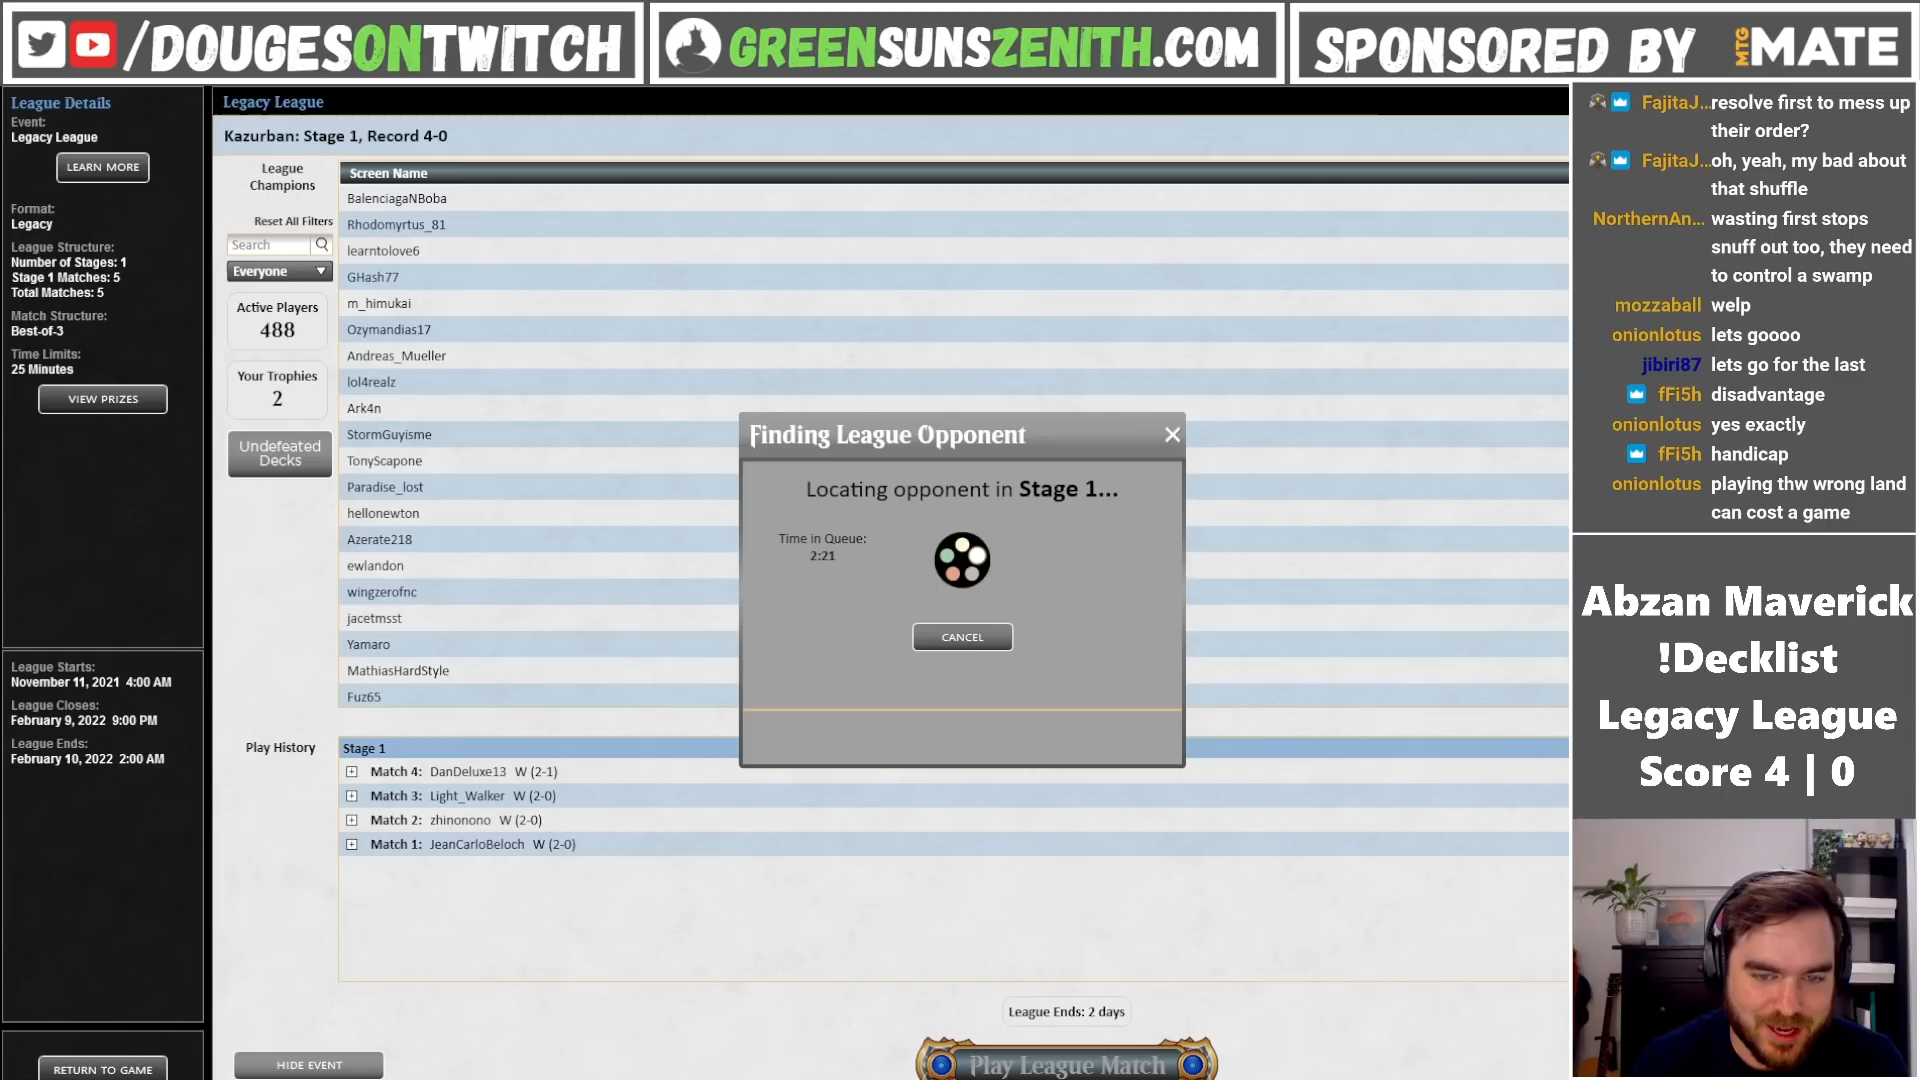 /DOUGESONTWITCH
GREENSUNSZENITH.COM
SPONSORED BY MTG MATE
League Details
Event:
Legacy League
LEARN MORE
Format:
Legacy
League Structure:
Number of Stages: 1
Stage 1 Matches: 5
Total Matches: 5
Match Structure:
Best-of-3
Time Limits:
25 Minutes
VIEW PRIZES
League Starts:
November 11, 2021 4:00 AM
League Closes:
February 9, 2022 9:00 PM
League Ends:
February 10, 2022 2:00 AM
RETURN TO GAME
Legacy League
Kazurban: Stage 1, Record 4-0
League
Champions
Reset All Filters
Search
Everyone
Active Players
488
Your Trophies
2
Undefeated
Decks
Screen Name
BalenciagaNBoba
Rhodomyrtus_81
learntolove6
GHash77
m_himukai
Ozymandias17
Andreas_Mueller
lol4realz
Ark4n
StormGuyisme
TonyScapone
Paradise_lost
hellonewton
Azerate218
ewlandon
wingzerofnc
jacetmsst
Yamaro
MathiasHardStyle
Fuz65
Finding League Opponent
Locating opponent in Stage 1...
Time in Queue:
2:21
CANCEL
Play History
Stage 1
Match 4: DanDeluxe13 W (2-1)
Match 3: Light_Walker W (2-0)
Match 2: zhinonono W (2-0)
Match 1: JeanCarloBeloch W (2-0)
League Ends: 2 days
HIDE EVENT
Play League Match
FajitaJ... resolve first to mess up
their order?
FajitaJ... oh, yeah, my bad about
that shuffle
NorthernAn... wasting first stops
snuff out too, they need
to control a swamp
mozzaball welp
onionlotus lets goooo
jibiri87 lets go for the last
fFi5h disadvantage
onionlotus yes exactly
fFi5h handicap
onionlotus playing thw wrong land
can cost a game
Abzan Maverick
!Decklist
Legacy League
Score 4 | 0